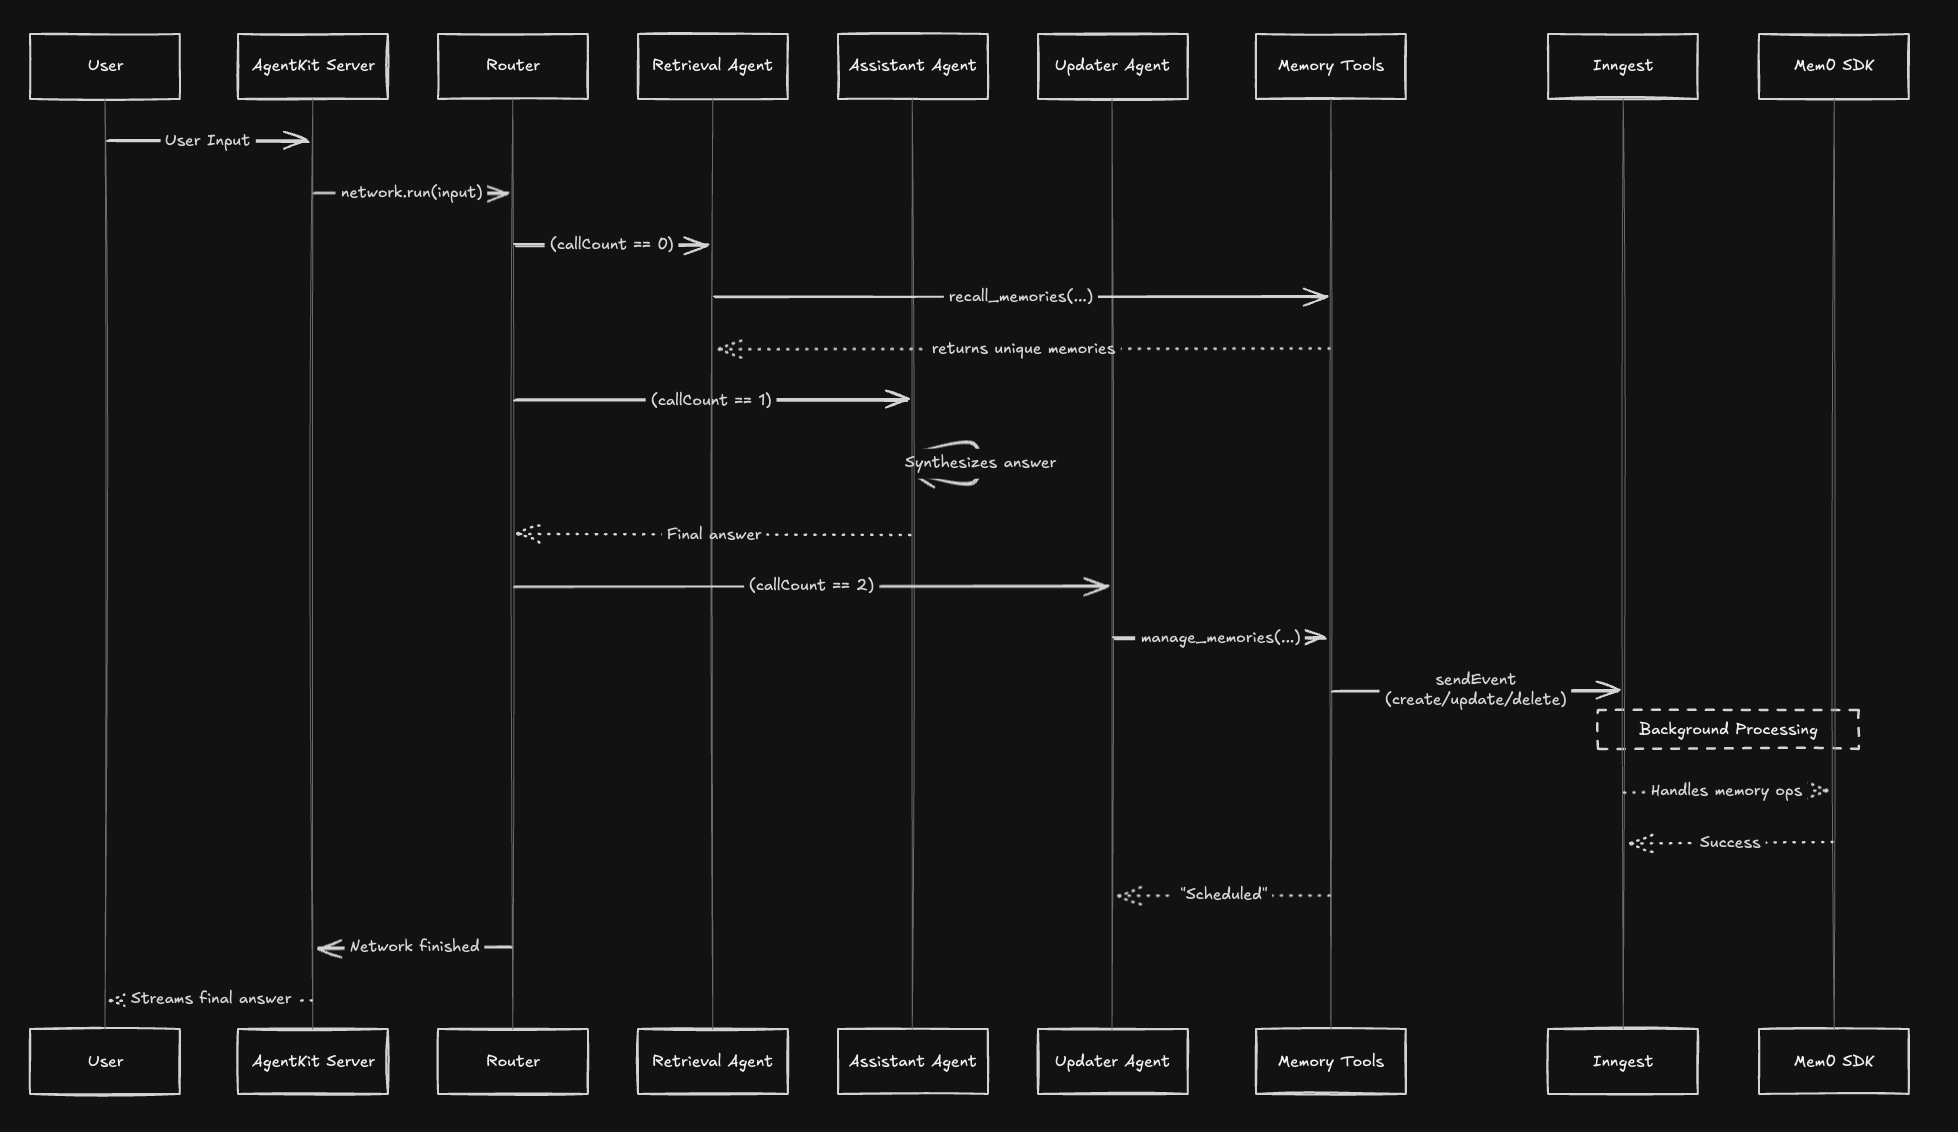 User
AgentKit Server
Router
Retrieval Agent
Assistant Agent
Updater Agent
Memory Tools
Inngest
Mem0 SDK
User Input
network.run(input)
(callCount == 0)
recall_memories(...)
returns unique memories
(callCount == 1)
Synthesizes answer
Final answer
(callCount == 2)
manage_memories(...)
sendEvent
(create/update/delete)
Background Processing
Handles memory ops
Success
"Scheduled"
Network finished
Streams final answer
User
AgentKit Server
Router
Retrieval Agent
Assistant Agent
Updater Agent
Memory Tools
Inngest
Mem0 SDK